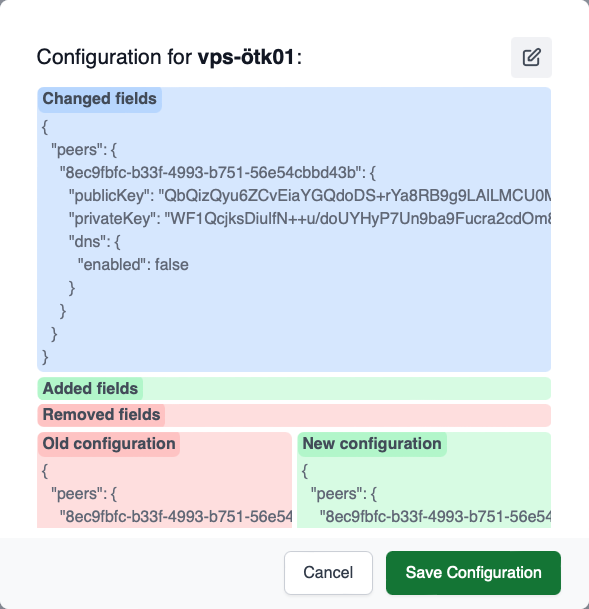 Configuration for vps-ötk01:
Changed fields
{
"peers": {
"8ec9fbfc-b33f-4993-b751-56e54cbbd43b": {
"publicKey": "QbQizQyu6ZCvEiaYGQdoDS+rYa8RB9g9LAlLMCU0M
"privateKey": "WF1QcjksDiulfN++u/doUYHyP7Un9ba9Fucra2cdOm8
"dns": {
"enabled": false
}
}
}
}
Added fields
Removed fields
Old configuration
{
"peers": {
"8ec9fbfc-b33f-4993-b751-56e54
New configuration
{
"peers": {
"8ec9fbfc-b33f-4993-b751-56e54
Cancel
Save Configuration